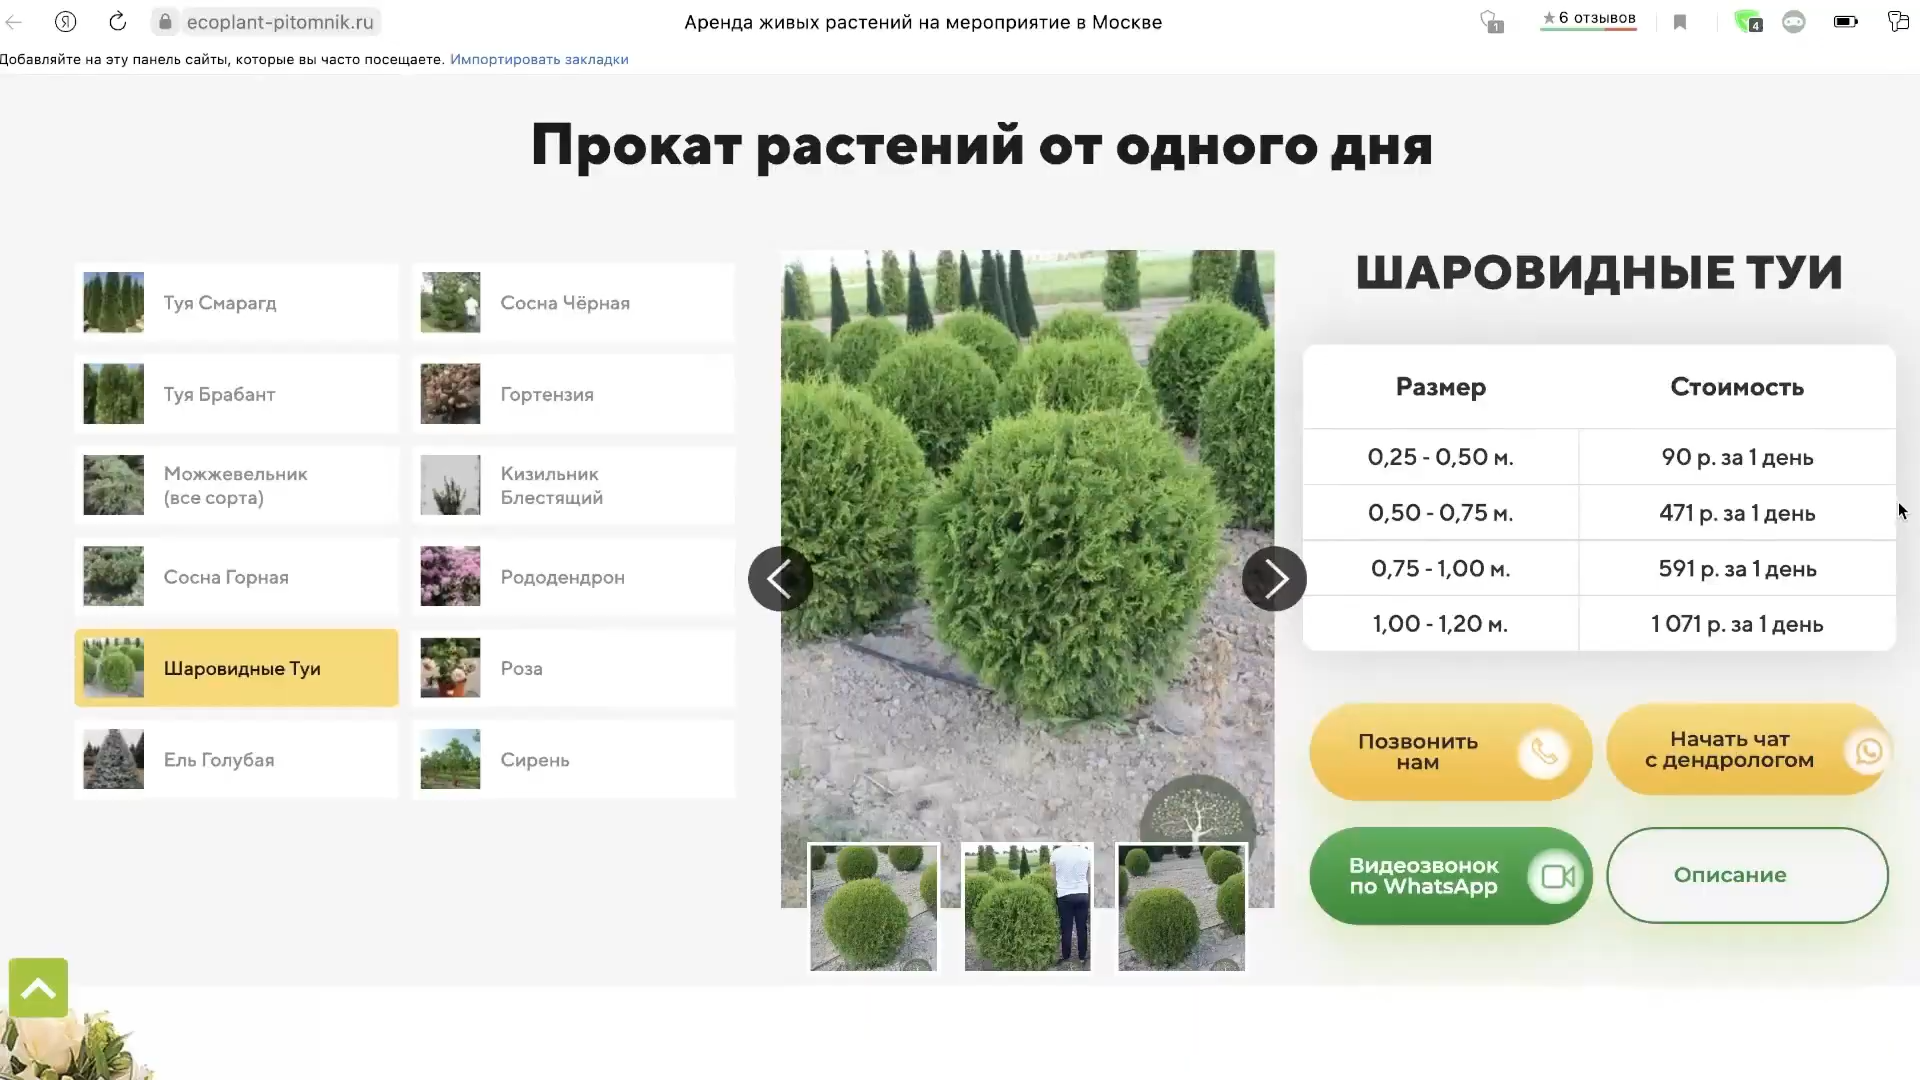 ecoplant-pitomnik.ru
Аренда живых растений на мероприятие в Москве
1
★ 6 отзывов
4
Добавляйте на эту панель сайты, которые вы часто посещаете. Импортировать закладки
Прокат растений от одного дня
Туя Смарагд
Туя Брабант
Можжевельник
(все сорта)
Сосна Горная
Шаровидные Туи
Ель Голубая
Сосна Чёрная
Гортензия
Кизильник
Блестящий
Рододендрон
Роза
Сирень
ШАРОВИДНЫЕ ТУИ
Размер Стоимость
0,25 - 0,50 м. 90 р. за 1 день
0,50 - 0,75 м. 471 р. за 1 день
0,75 - 1,00 м. 591 р. за 1 день
1,00 - 1,20 м. 1 071 р. за 1 день
Позвонить
нам
Начать чат
с дендрологом
Видеозвонок
по WhatsApp
Описание